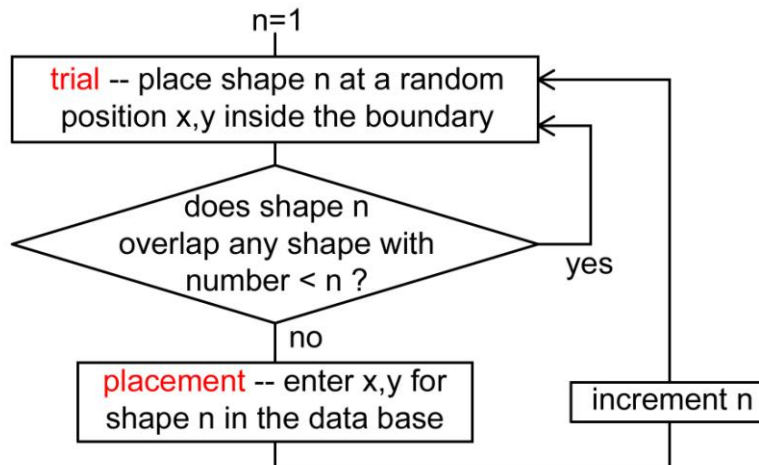 n=1
trial -- place shape n at a random
position x,y inside the boundary
does shape n
overlap any shape with
number < n ?
yes
no
placement -- enter x,y for
shape n in the data base
increment n